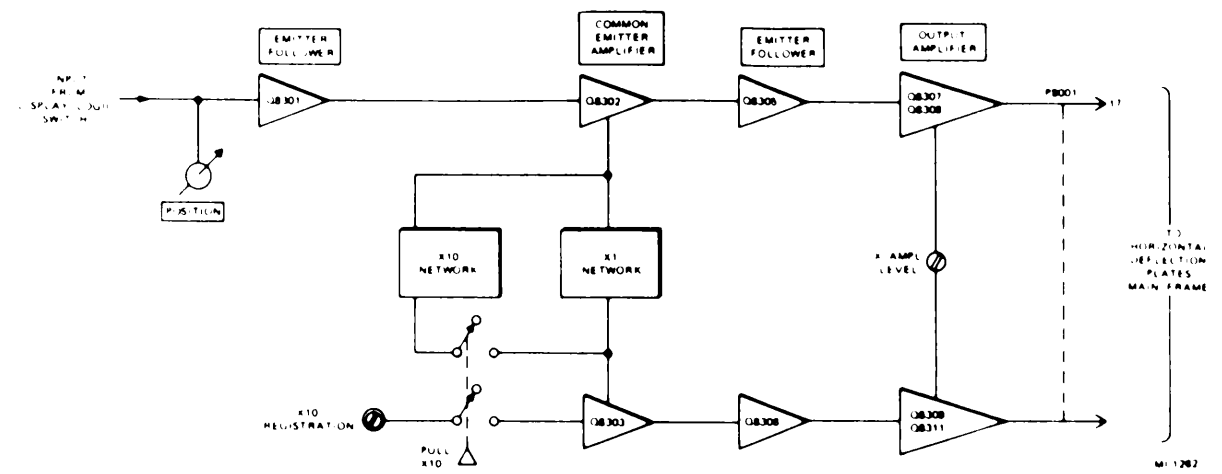 EMITTER
FOLLOWER
COMMON
EMITTER
AMPLIFIER
EMITTER
FOLLOWER
OUTPUT
AMPLIFIER
INPUT
FROM
DISPLAY LOGIC
SWITCH
Q8301
Q8302
Q8307
Q8308
P8001
17
POSITION
X10
NETWORK
X1
NETWORK
X AMPL
LEVEL
TO
HORIZONTAL
DEFLECTION
PLATES
MAIN FRAME
X10
REGISTRATION
PULL
X10
Q8303
Q8309
Q8311